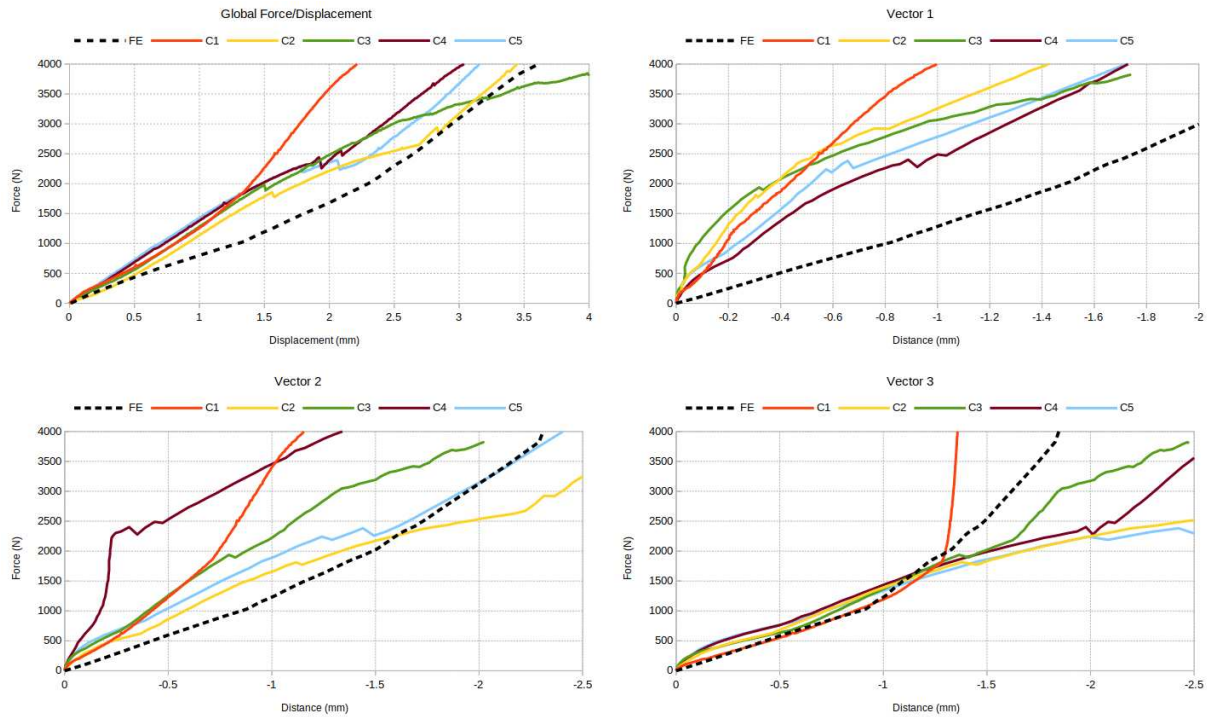 Global Force/Displacement
FE C1 C2 C3 C4 C5
Force (N)
4000
3500
3000
2500
2000
1500
1000
500
0
0 0.5 1 1.5 2 2.5 3 3.5 4
Displacement (mm)
Vector 1
FE C1 C2 C3 C4 C5
Force (N)
4000
3500
3000
2500
2000
1500
1000
500
0
0 -0.2 -0.4 -0.6 -0.8 -1 -1.2 -1.4 -1.6 -1.8 -2
Distance (mm)
Vector 2
FE C1 C2 C3 C4 C5
Force (N)
4000
3500
3000
2500
2000
1500
1000
500
0
0 -0.5 -1 -1.5 -2 -2.5
Distance (mm)
Vector 3
FE C1 C2 C3 C4 C5
Force (N)
4000
3500
3000
2500
2000
1500
1000
500
0
0 -0.5 -1 -1.5 -2 -2.5
Distance (mm)